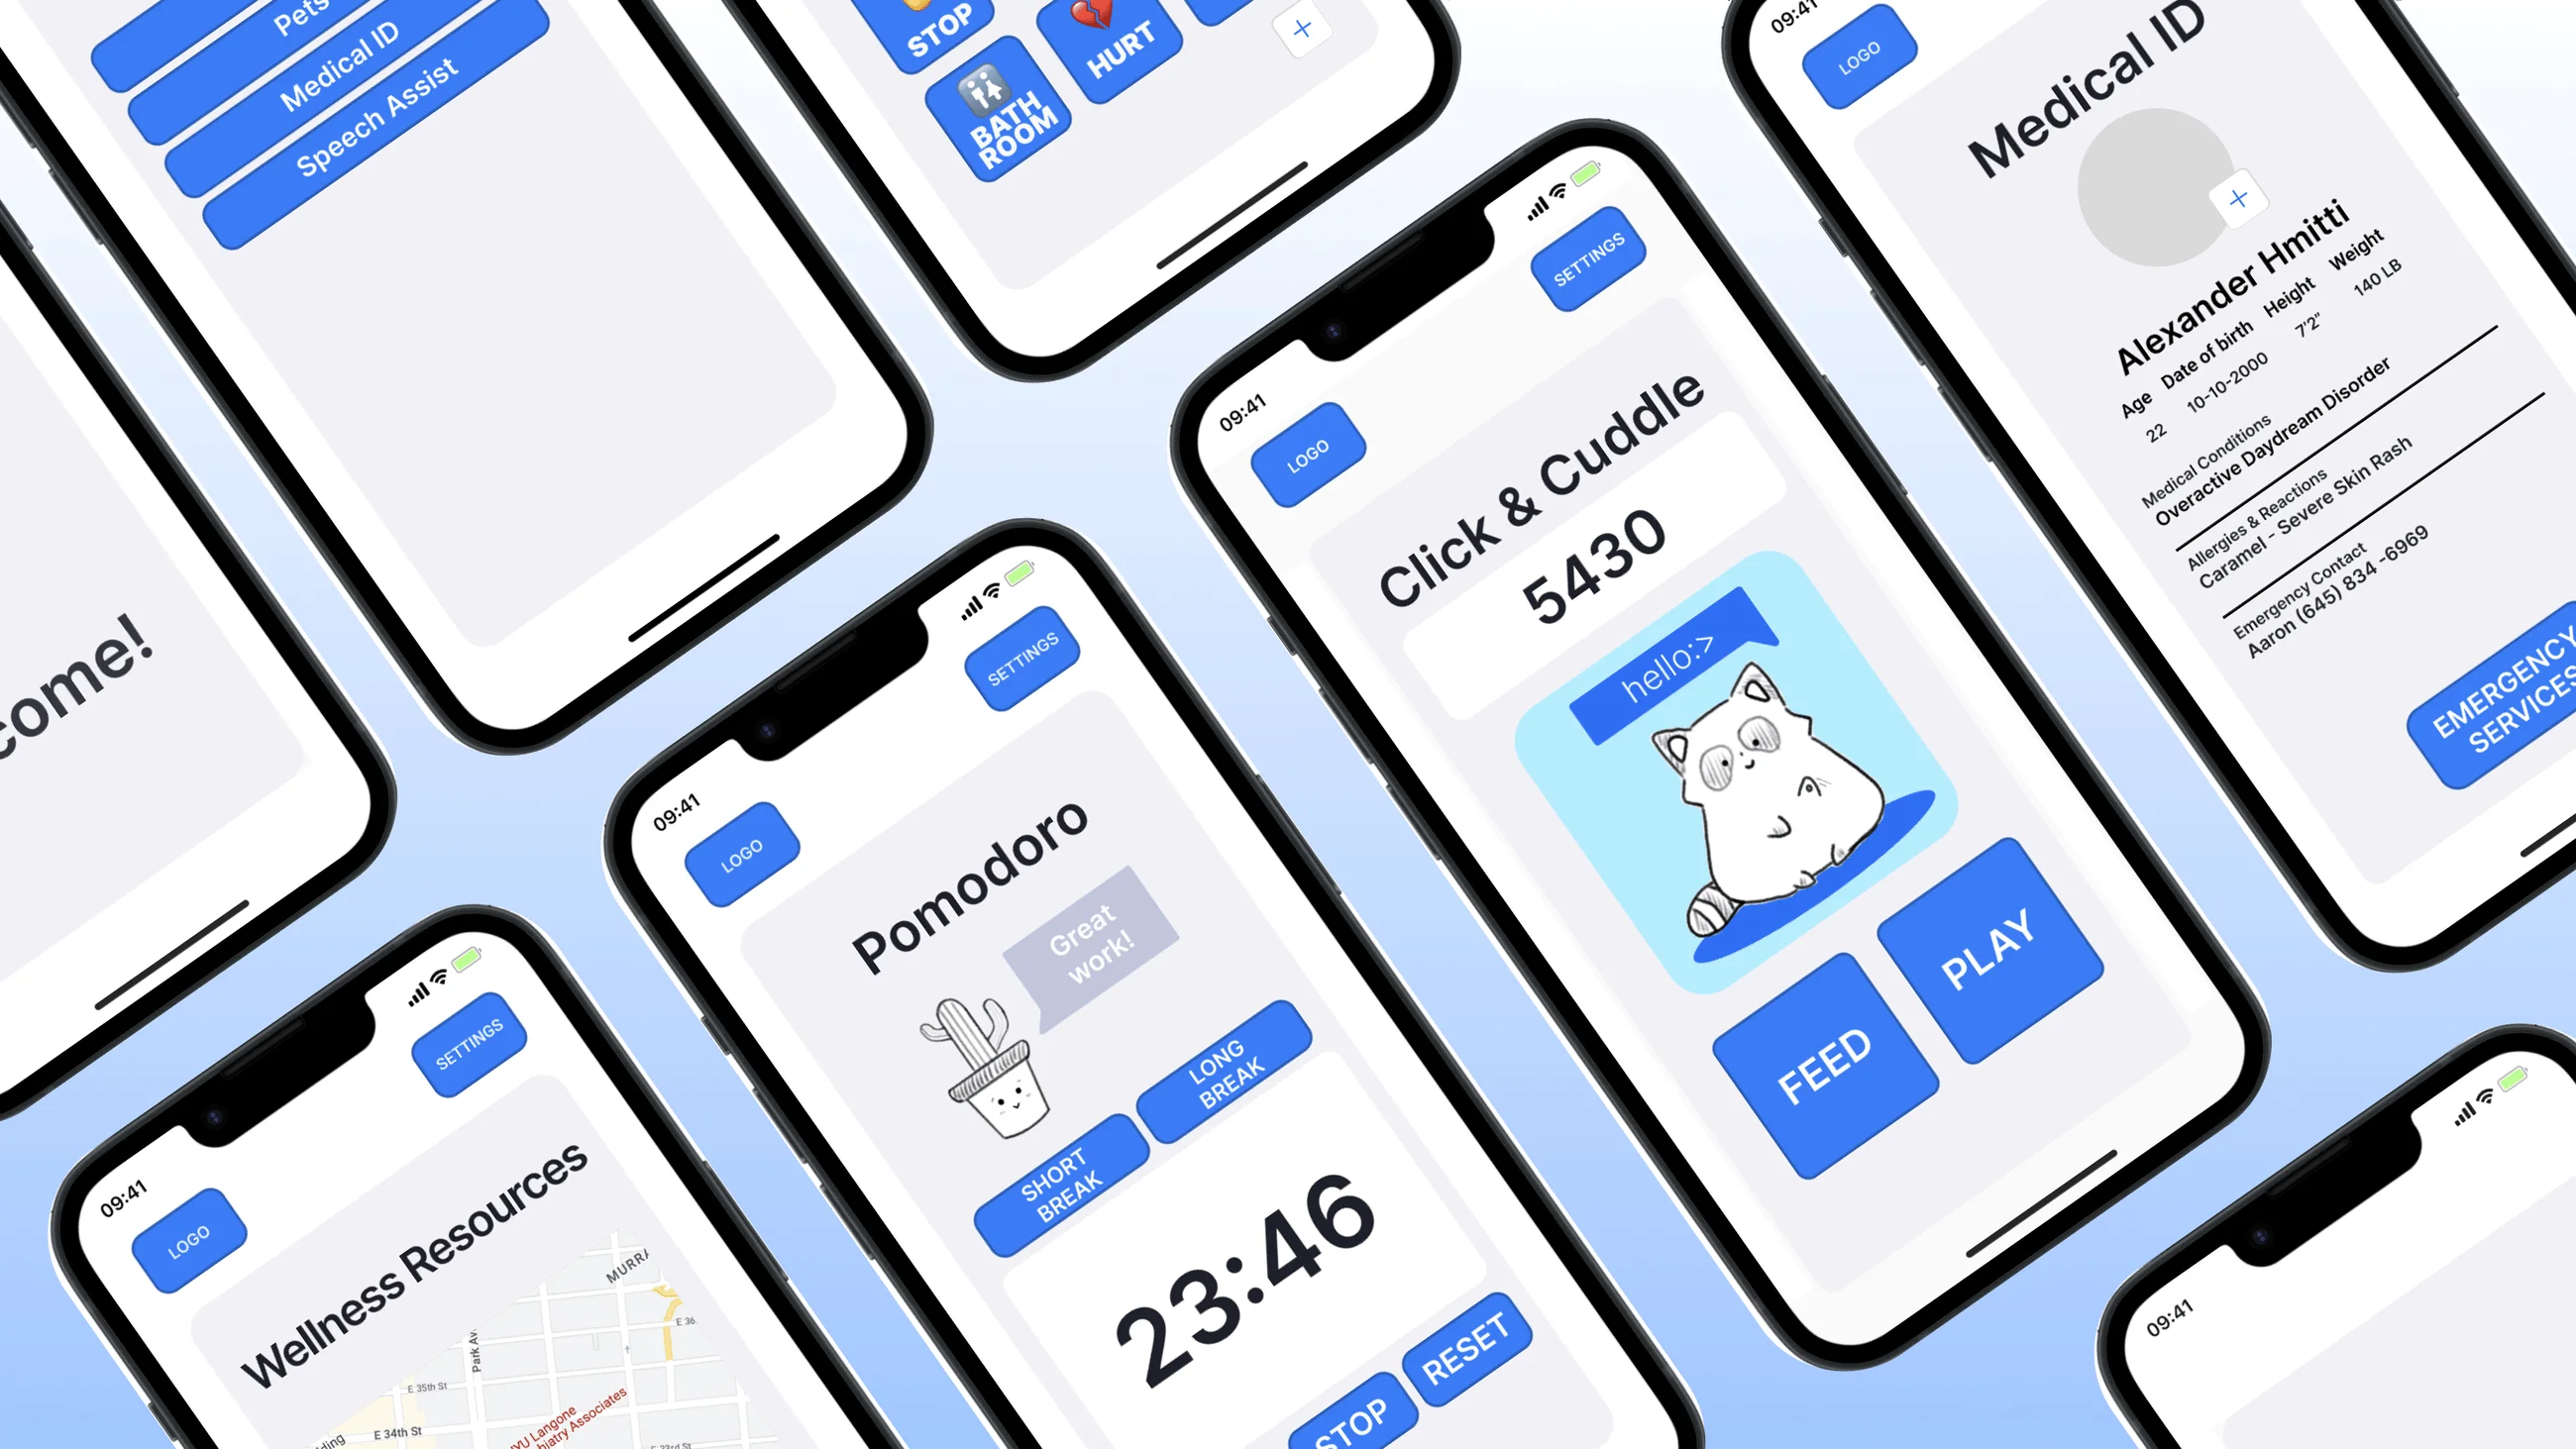 Pets
Medical ID
Speech Assist
STOP
HURT
BATH
ROOM
09:41
LOGO
Medical ID
Alexander Hmitti
Age Date of birth Height Weight
22 10-10-2000 7'2" 140 LB
Medical Conditions
Overactive Daydream Disorder
Allergies & Reactions
Caramel - Severe Skin Rash
Emergency Contact
Aaron (645) 834 -6969
EMERGENCY
SERVICES
09:41
LOGO
SETTINGS
Click & Cuddle
5430
hello:>
FEED
PLAY
come!
09:41
LOGO
SETTINGS
Pomodoro
Great
work!
SHORT
BREAK
LONG
BREAK
23:46
STOP
RESET
09:41
LOGO
SETTINGS
Wellness Resources
MURRA
Park Av
E 36
E 35th St
E 34th St
YU Langone
hiatry Associates
lding
E 33rd St
09:41